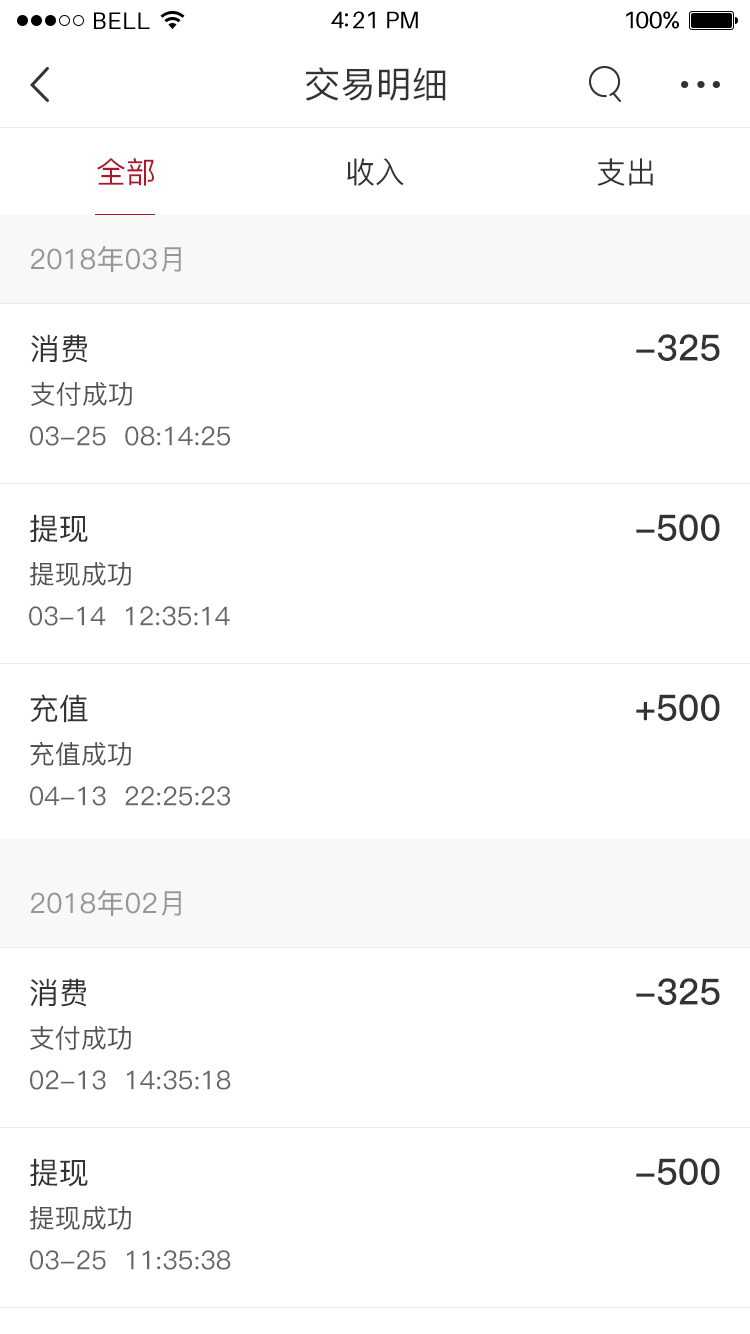 BELL 4:21 PM 100%
交易明细
全部 收入 支出
2018年03月
消费 –325
支付成功
03–25 08:14:25
提现 –500
提现成功
03–14 12:35:14
充值 +500
充值成功
04–13 22:25:23
2018年02月
消费 –325
支付成功
02–13 14:35:18
提现 –500
提现成功
03–25 11:35:38